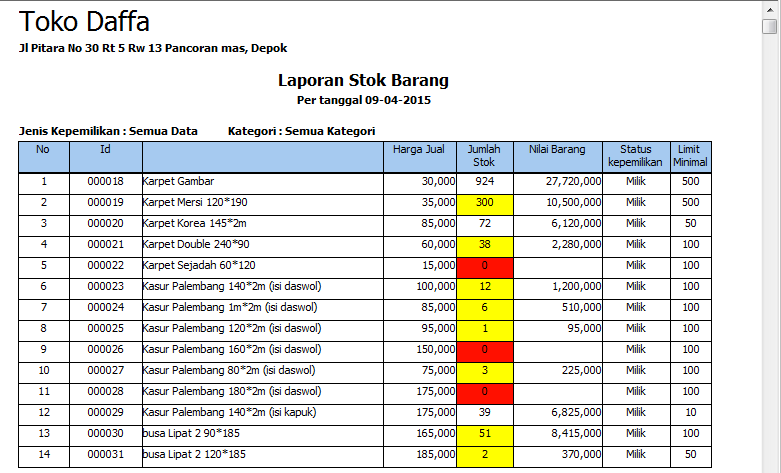 Toko Daffa
Jl Pitara No 30 Rt 5 Rw 13 Pancoran mas, Depok
Laporan Stok Barang
Per tanggal 09-04-2015
Jenis Kepemilikan : Semua Data Kategori : Semua Kategori
No Id Harga Jual Jumlah Stok Nilai Barang Status kepemilikan Limit Minimal
1 000018 Karpet Gambar 30,000 924 27,720,000 Milik 500
2 000019 Karpet Mersi 120*190 35,000 300 10,500,000 Milik 500
3 000020 Karpet Korea 145*2m 85,000 72 6,120,000 Milik 50
4 000021 Karpet Double 240*90 60,000 38 2,280,000 Milik 100
5 000022 Karpet Sejadah 60*120 15,000 0 Milik 100
6 000023 Kasur Palembang 140*2m (isi daswol) 100,000 12 1,200,000 Milik 100
7 000024 Kasur Palembang 1m*2m (isi daswol) 85,000 6 510,000 Milik 100
8 000025 Kasur Palembang 120*2m (isi daswol) 95,000 1 95,000 Milik 100
9 000026 Kasur Palembang 160*2m (isi daswol) 150,000 0 Milik 100
10 000027 Kasur Palembang 80*2m (isi daswol) 75,000 3 225,000 Milik 100
11 000028 Kasur Palembang 180*2m (isi daswol) 175,000 0 Milik 100
12 000029 Kasur Palembang 140*2m (isi kapuk) 175,000 39 6,825,000 Milik 10
13 000030 busa Lipat 2 90*185 165,000 51 8,415,000 Milik 100
14 000031 busa Lipat 2 120*185 185,000 2 370,000 Milik 50